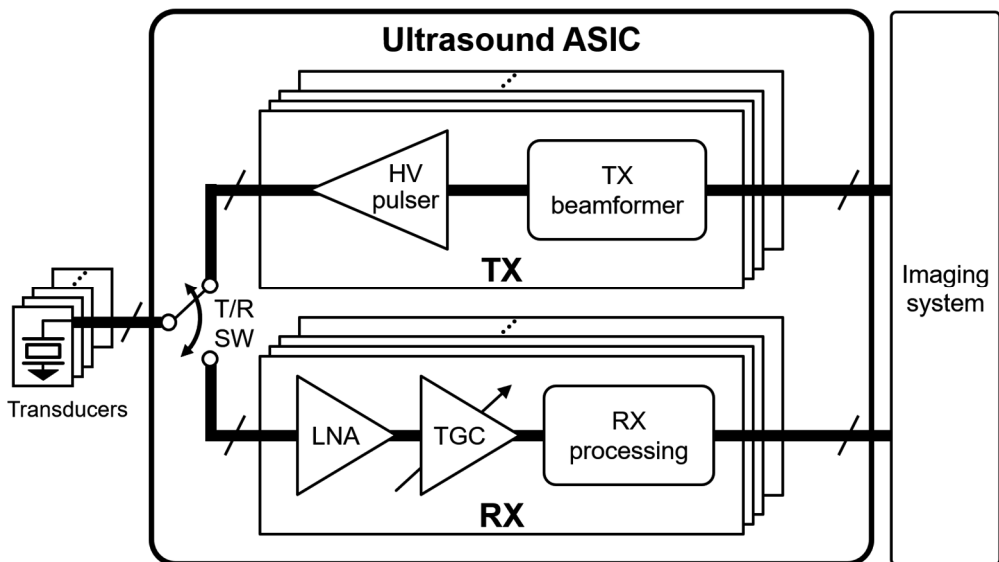 Ultrasound ASIC
HV
pulser
TX
beamformer
TX
T/R
SW
Transducers
LNA
TGC
RX
processing
RX
Imaging
system